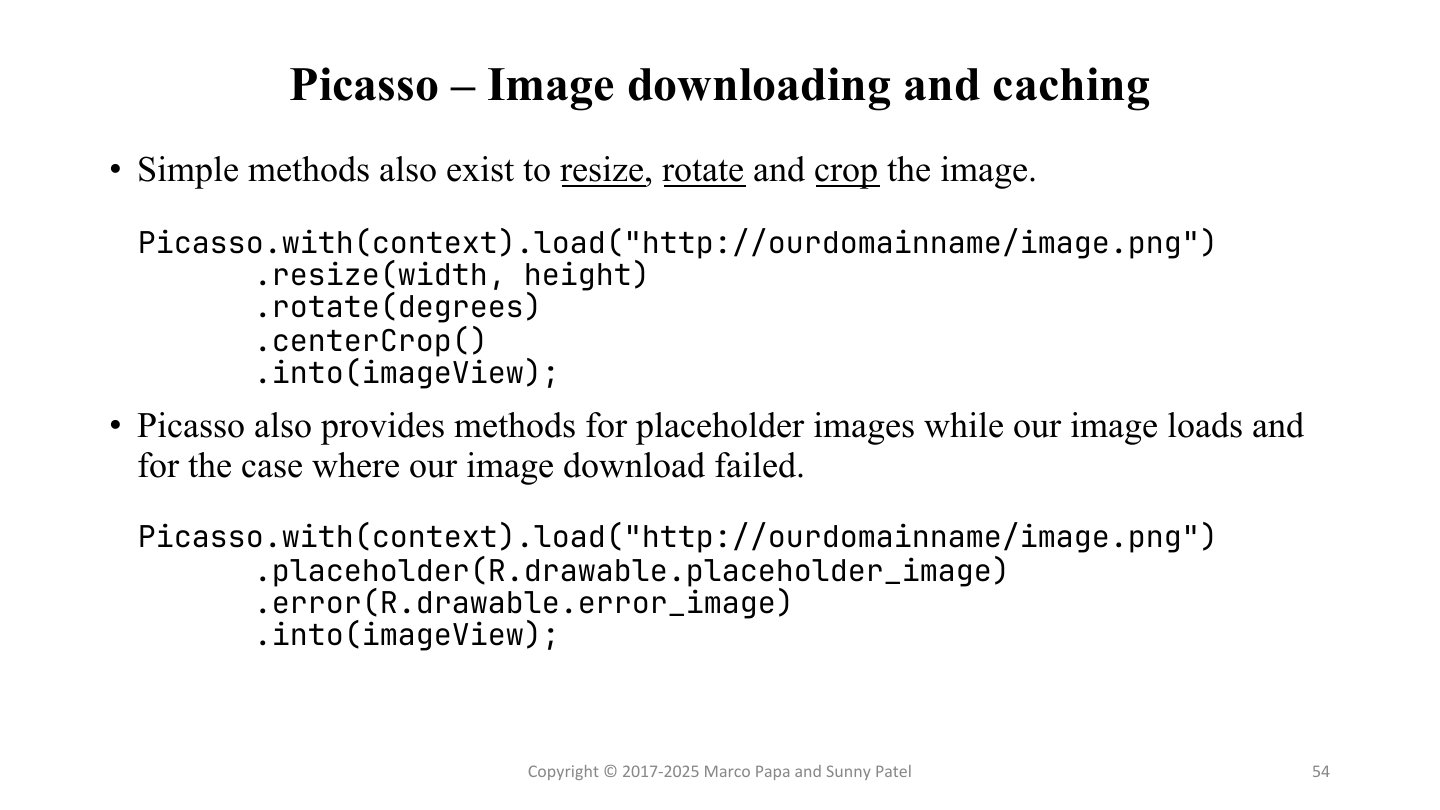 Picasso – Image downloading and caching
• Simple methods also exist to resize, rotate and crop the image.
Picasso.with(context).load("http://ourdomainname/image.png")
.resize(width, height)
.rotate(degrees)
.centerCrop()
.into(imageView);
• Picasso also provides methods for placeholder images while our image loads and
for the case where our image download failed.
Picasso.with(context).load("http://ourdomainname/image.png")
.placeholder(R.drawable.placeholder_image)
.error(R.drawable.error_image)
.into(imageView);
Copyright © 2017-2025 Marco Papa and Sunny Patel
54